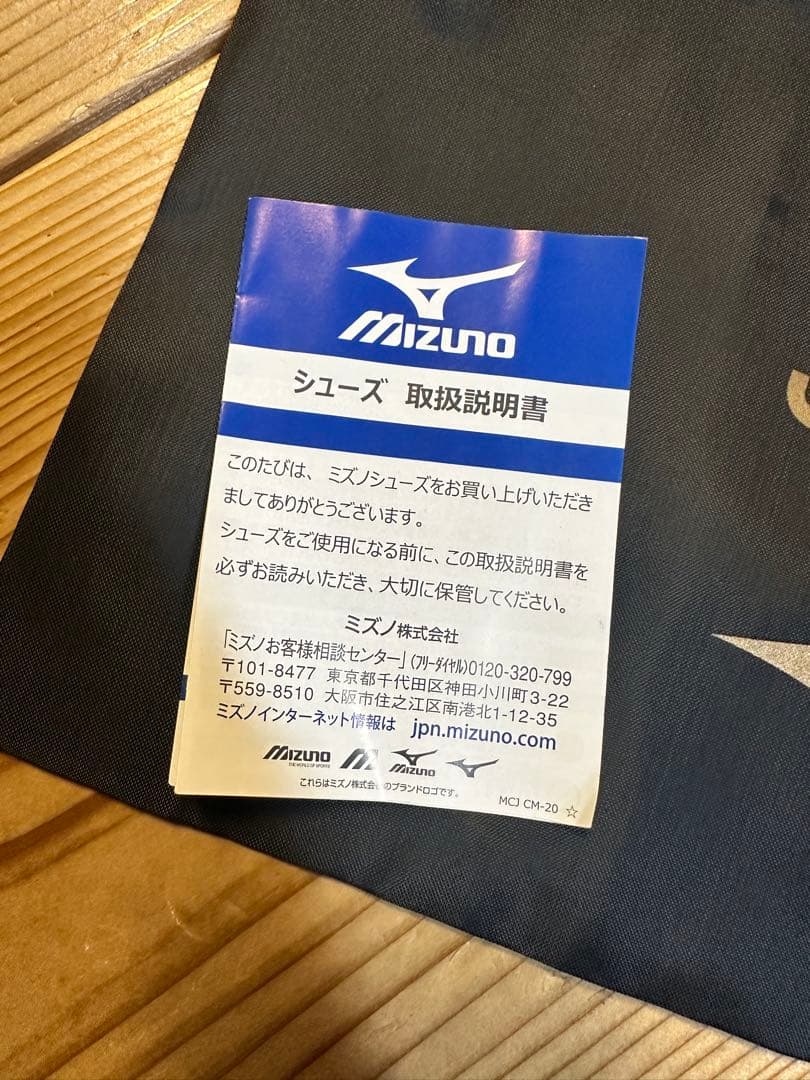 MIZUNO
シューズ 取扱説明書
このたびは、ミズノシューズをお買い上げいただき
ましてありがとうございます。
シューズをご使用になる前に、この取扱説明書を
必ずお読みいただき、大切に保管してください。
ミズノ株式会社
「ミズノお客様相談センター」(フリーダイヤル)0120-320-799
〒101-8477 東京都千代田区神田小川町3-22
〒559-8510 大阪市住之江区南港北1-12-35
ミズノインターネット情報は jpn.mizuno.com
MIZUNO
THE WORLD OF SPORTS
MIZUNO
これらはミズノ株式会社のブランドロゴです。
MCJ CM-20 ☆